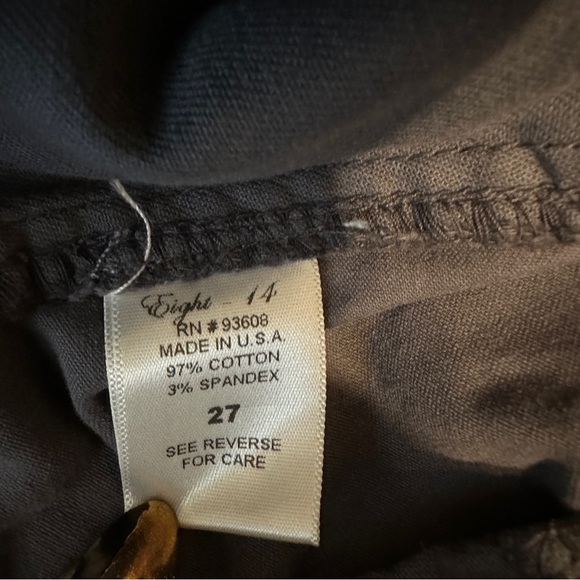 Eight - 14
RN # 93608
MADE IN U.S.A.
97% COTTON
3% SPANDEX
27
SEE REVERSE
FOR CARE